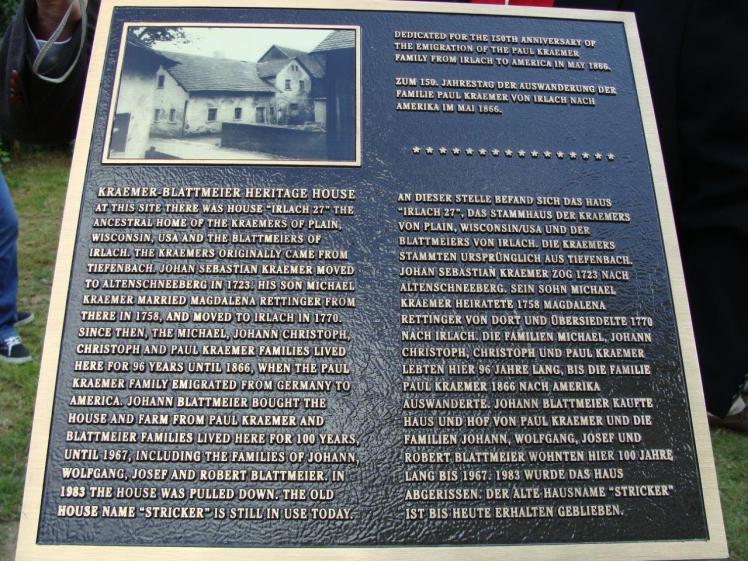 DEDICATED FOR THE 150TH ANNIVERSARY OF
THE EMIGRATION OF THE PAUL KRAEMER
FAMILY FROM IRLACH TO AMERICA IN MAY 1866.
ZUM 150. JAHRESTAG DER AUSWANDERUNG DER
FAMILIE PAUL KRAEMER VON IRLACH NACH
AMERIKA IM MAI 1866.
* * * * * * * * * * * * * * * *
KRAEMER-BLATTMEIER HERITAGE HOUSE
AT THIS SITE THERE WAS HOUSE "IRLACH 27" THE
ANCESTRAL HOME OF THE KRAEMERS OF PLAIN,
WISCONSIN, USA AND THE BLATTMEIERS OF
IRLACH. THE KRAEMERS ORIGINALLY CAME FROM
TIEFENBACH. JOHAN SEBASTIAN KRAEMER MOVED
TO ALTENSCHNEEBERG IN 1723. HIS SON MICHAEL
KRAEMER MARRIED MAGDALENA RETTINGER FROM
THERE IN 1758, AND MOVED TO IRLACH IN 1770.
SINCE THEN, THE MICHAEL, JOHANN CHRISTOPH,
CHRISTOPH AND PAUL KRAEMER FAMILIES LIVED
HERE FOR 96 YEARS UNTIL 1866, WHEN THE PAUL
KRAEMER FAMILY EMIGRATED FROM GERMANY TO
AMERICA. JOHANN BLATTMEIER BOUGHT THE
HOUSE AND FARM FROM PAUL KRAEMER AND
BLATTMEIER FAMILIES LIVED HERE FOR 100 YEARS,
UNTIL 1967, INCLUDING THE FAMILIES OF JOHANN,
WOLFGANG, JOSEF AND ROBERT BLATTMEIER. IN
1983 THE HOUSE WAS PULLED DOWN. THE OLD
HOUSE NAME "STRICKER" IS STILL IN USE TODAY.
AN DIESER STELLE BEFAND SICH DAS HAUS
"IRLACH 27", DAS STAMMHAUS DER KRAEMERS
VON PLAIN, WISCONSIN/USA UND DER
BLATTMEIERS VON IRLACH. DIE KRAEMERS
STAMMTEN URSPRÜNGLICH AUS TIEFENBACH.
JOHAN SEBASTIAN KRAEMER ZOG 1723 NACH
ALTENSCHNEEBERG. SEIN SOHN MICHAEL
KRAEMER HEIRATETE 1758 MAGDALENA
RETTINGER VON DORT UND ÜBERSIEDELTE 1770
NACH IRLACH. DIE FAMILIEN MICHAEL, JOHANN
CHRISTOPH, CHRISTOPH UND PAUL KRAEMER
LEBTEN HIER 96 JAHRE LANG, BIS DIE FAMILIE
PAUL KRAEMER 1866 NACH AMERIKA
AUSWANDERTE. JOHANN BLATTMEIER KAUFTE
HAUS UND HOF VON PAUL KRAEMER UND DIE
FAMILIEN JOHANN, WOLFGANG, JOSEF UND
ROBERT BLATTMEIER WOHNTEN HIER 100 JAHRE
LANG BIS 1967. 1983 WURDE DAS HAUS
ABGERISSEN. DER ALTE HAUSNAME "STRICKER"
IST BIS HEUTE ERHALTEN GEBLIEBEN.